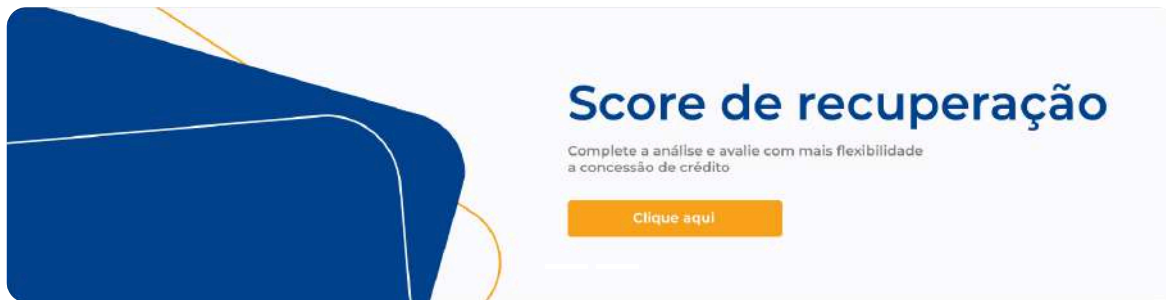 Score de recuperação
Complete a análise e avalie com mais flexibilidade
a concessão de crédito
Clique aqui